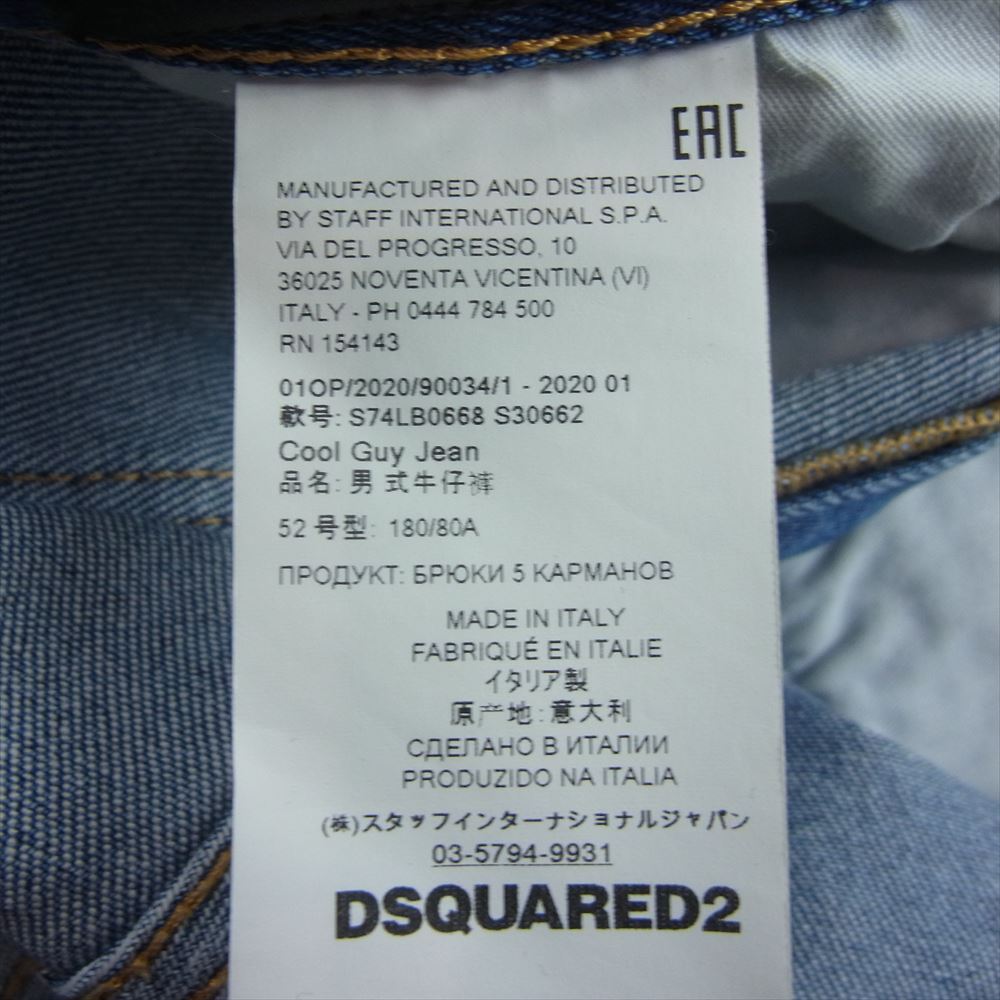 EAC
MANUFACTURED AND DISTRIBUTED
BY STAFF INTERNATIONAL S.P.A.
VIA DEL PROGRESSO, 10
36025 NOVENTA VICENTINA (VI)
ITALY - PH 0444 784 500
RN 154143
01OP/2020/90034/1 - 2020 01
款号: S74LB0668 S30662
Cool Guy Jean
品名: 男 式牛仔裤
52 号型: 180/80A
ПРОДУКТ: БРЮКИ 5 КАРМАНОВ
MADE IN ITALY
FABRIQUÉ EN ITALIE
イタリア製
原产地: 意大利
СДЕЛАНО В ИТАЛИИ
PRODUZIDO NA ITALIA
(株)スタッフインターナショナルジャパン
03-5794-9931
DSQUARED2